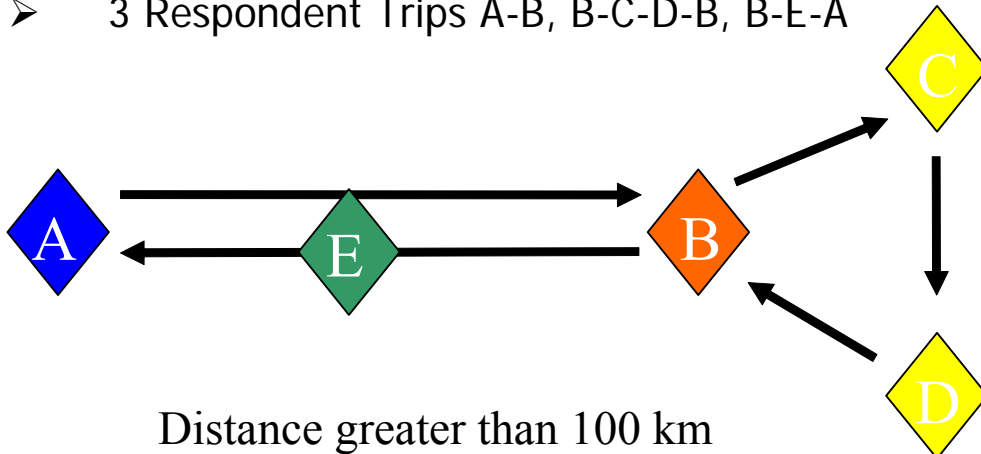 ➢ 3 Respondent Trips A-B, B-C-D-B, B-E-A
C
A
E
B
D
Distance greater than 100 km